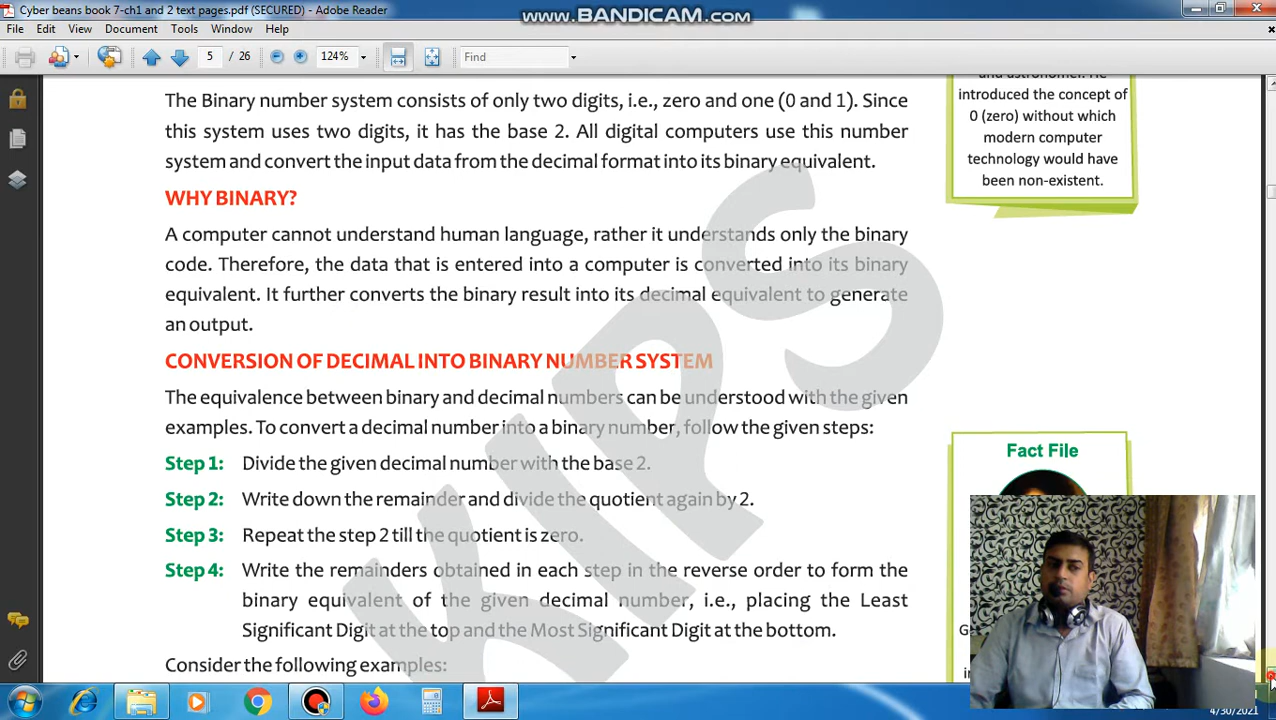 Cyber beans book 7-ch1 and 2 text pages.pdf (SECURED) - Adobe Reader
www.BANDICAM.com
File Edit View Document Tools Window Help
5 / 26 124% Find
The Binary number system consists of only two digits, i.e., zero and one (0 and 1). Since
this system uses two digits, it has the base 2. All digital computers use this number
system and convert the input data from the decimal format into its binary equivalent.
WHY BINARY?
A computer cannot understand human language, rather it understands only the binary
code. Therefore, the data that is entered into a computer is converted into its binary
equivalent. It further converts the binary result into its decimal equivalent to generate
an output.
CONVERSION OF DECIMAL INTO BINARY NUMBER SYSTEM
The equivalence between binary and decimal numbers can be understood with the given
examples. To convert a decimal number into a binary number, follow the given steps:
Step 1: Divide the given decimal number with the base 2.
Step 2: Write down the remainder and divide the quotient again by 2.
Step 3: Repeat the step 2 till the quotient is zero.
Step 4: Write the remainders obtained in each step in the reverse order to form the
binary equivalent of the given decimal number, i.e., placing the Least
Significant Digit at the top and the Most Significant Digit at the bottom.
Consider the following examples:
KIPS
and astronomer. He
introduced the concept of
0 (zero) without which
modern computer
technology would have
been non-existent.
Fact File
4/30/2021